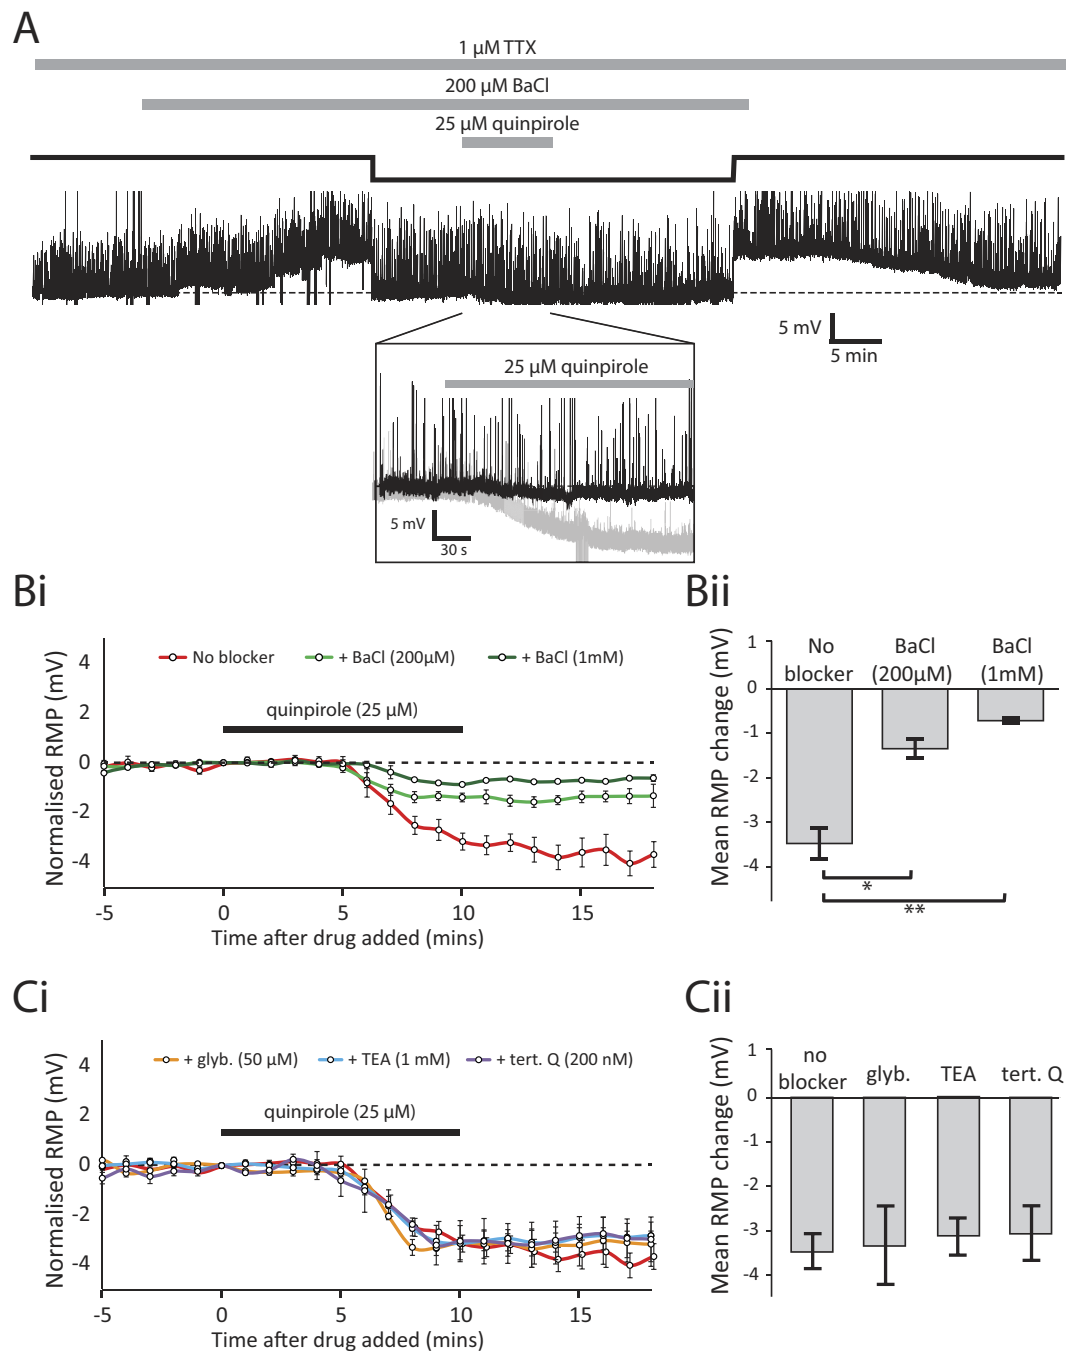 A
1 µM TTX
200 µM BaCl
25 µM quinpirole
5 mV
5 min
25 µM quinpirole
5 mV
30 s
Bi
Normalised RMP (mV)
4
2
0
-2
-4
No blocker
+ BaCl (200µM)
+ BaCl (1mM)
quinpirole (25 µM)
-5 0 5 10 15
Time after drug added (mins)
Bii
Mean RMP change (mV)
1
0
-1
-2
-3
-4
No blocker
BaCl (200µM)
BaCl (1mM)
*
**
Ci
Normalised RMP (mV)
4
2
0
-2
-4
+ glyb. (50 µM)
+ TEA (1 mM)
+ tert. Q (200 nM)
quinpirole (25 µM)
-5 0 5 10 15
Time after drug added (mins)
Cii
Mean RMP change (mV)
1
0
-1
-2
-3
-4
no blocker
glyb.
TEA
tert. Q